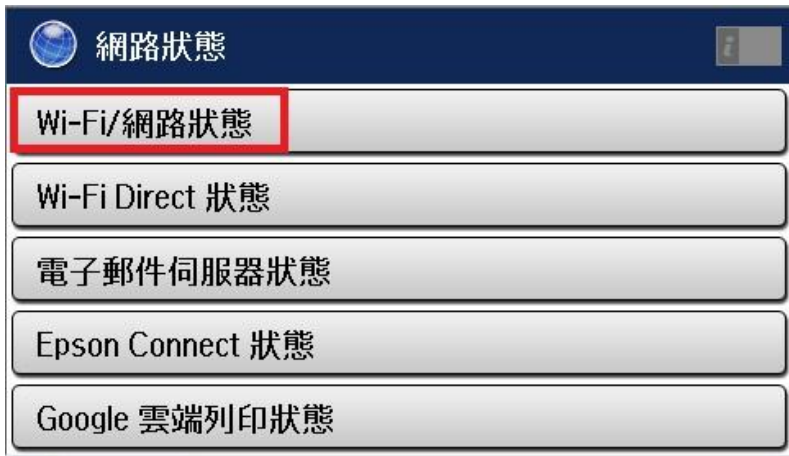 網路狀態
Wi-Fi/網路狀態
Wi-Fi Direct 狀態
電子郵件伺服器狀態
Epson Connect 狀態
Google 雲端列印狀態